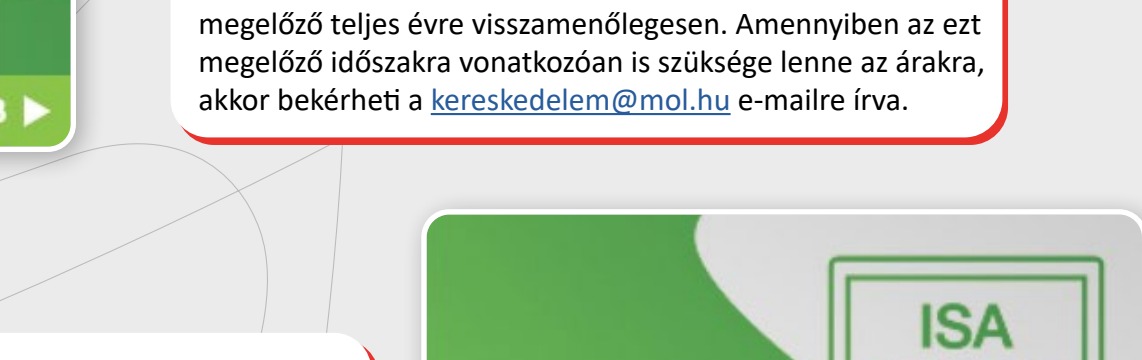 megelőző teljes évre visszamenőlegesen. Amennyiben az ezt
megelőző időszakra vonatkozóan is szüksége lenne az árakra,
akkor bekérheti a kereskedelem@mol.hu e-mailre írva.
ISA